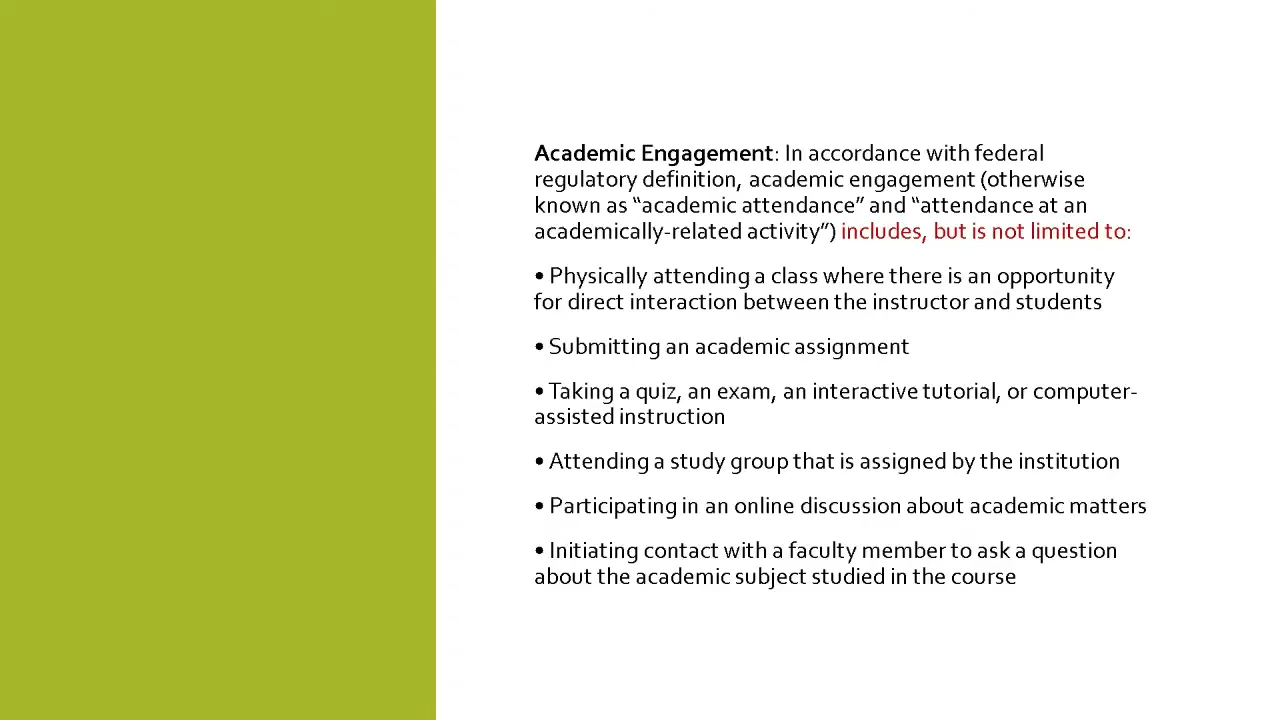 Academic Engagement: In accordance with federal
regulatory definition, academic engagement (otherwise
known as “academic attendance” and “attendance at an
academically-related activity”) includes, but is not limited to:
• Physically attending a class where there is an opportunity
for direct interaction between the instructor and students
• Submitting an academic assignment
• Taking a quiz, an exam, an interactive tutorial, or computer-
assisted instruction
• Attending a study group that is assigned by the institution
• Participating in an online discussion about academic matters
• Initiating contact with a faculty member to ask a question
about the academic subject studied in the course